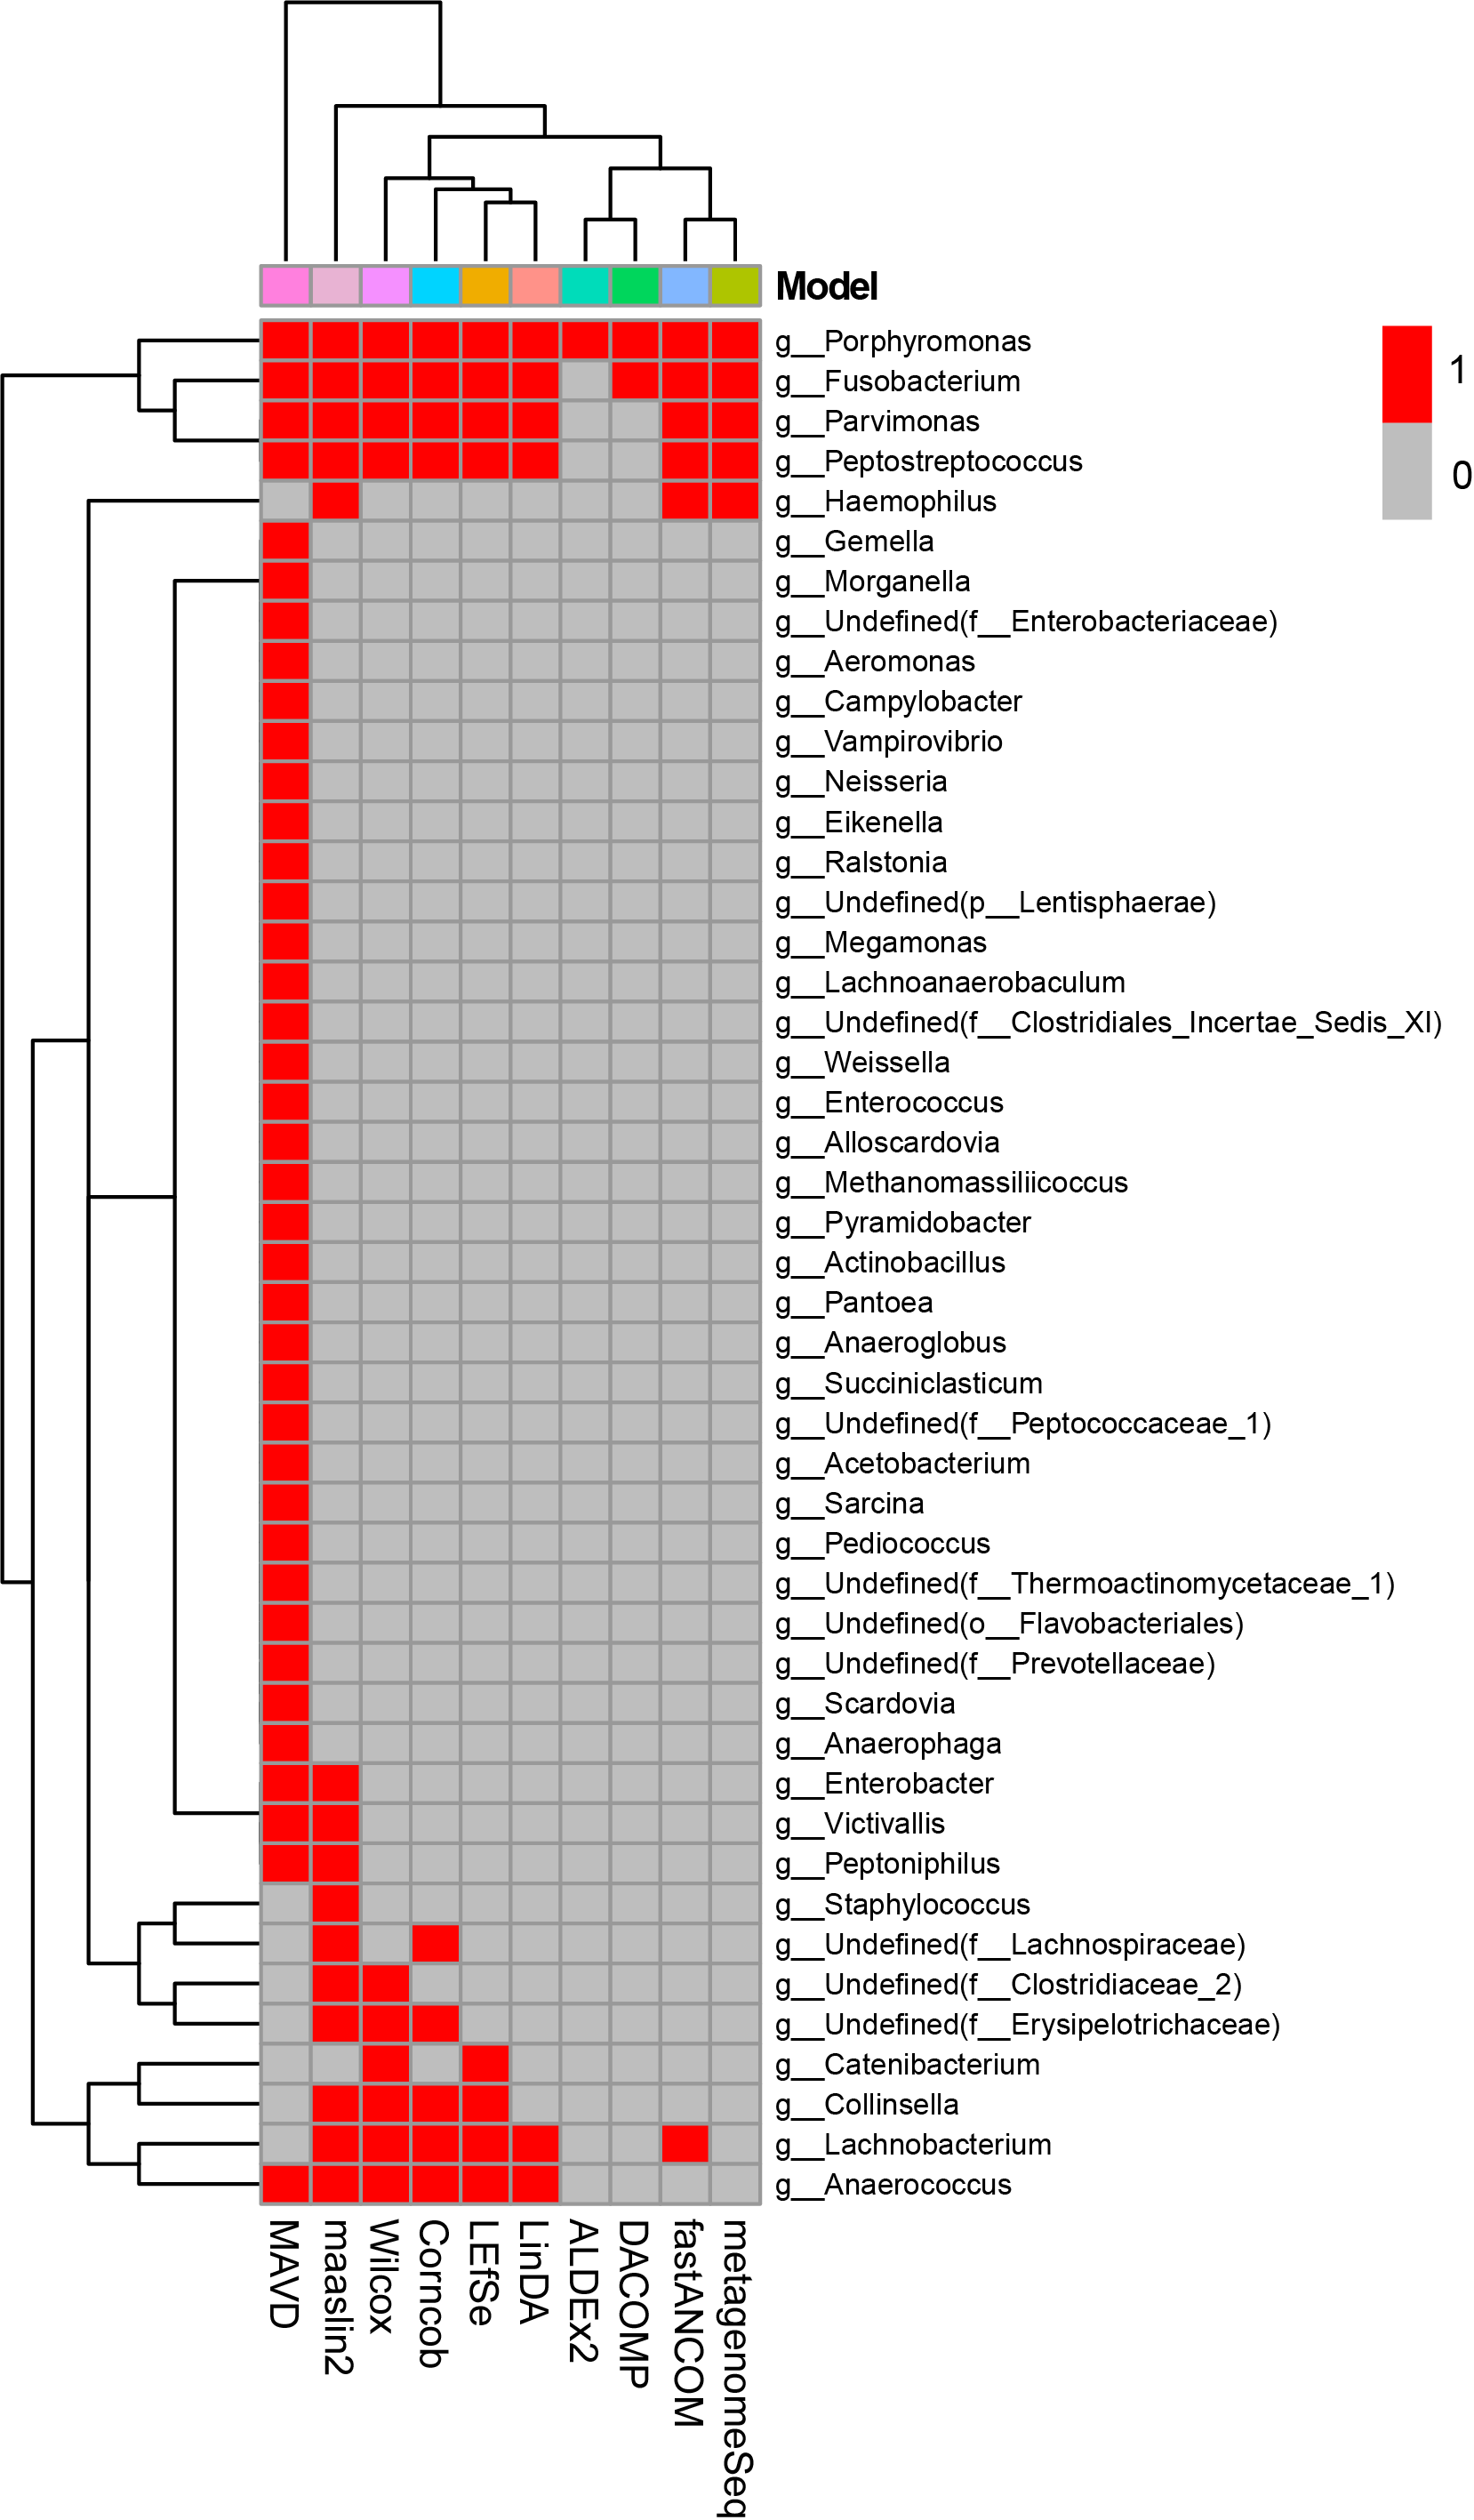 Model
g__Porphyromonas
g__Fusobacterium
g__Parvimonas
g__Peptostreptococcus
g__Haemophilus
g__Gemella
g__Morganella
g__Undefined(f__Enterobacteriaceae)
g__Aeromonas
g__Campylobacter
g__Vampirovibrio
g__Neisseria
g__Eikenella
g__Ralstonia
g__Undefined(p__Lentisphaerae)
g__Megamonas
g__Lachnoanaerobaculum
g__Undefined(f__Clostridiales_Incertae_Sedis_XI)
g__Weissella
g__Enterococcus
g__Alloscardovia
g__Methanomassiliicoccus
g__Pyramidobacter
g__Actinobacillus
g__Pantoea
g__Anaeroglobus
g__Succiniclasticum
g__Undefined(f__Peptococcaceae_1)
g__Acetobacterium
g__Sarcina
g__Pediococcus
g__Undefined(f__Thermoactinomycetaceae_1)
g__Undefined(o__Flavobacteriales)
g__Undefined(f__Prevotellaceae)
g__Scardovia
g__Anaerophaga
g__Enterobacter
g__Victivallis
g__Peptoniphilus
g__Staphylococcus
g__Undefined(f__Lachnospiraceae)
g__Undefined(f__Clostridiaceae_2)
g__Undefined(f__Erysipelotrichaceae)
g__Catenibacterium
g__Collinsella
g__Lachnobacterium
g__Anaerococcus
1
0
MAVD
maaslin2
Wilcox
Corncob
LEfSe
LinDA
ALDEx2
DACOMP
fastANCOM
metagenomeSeq